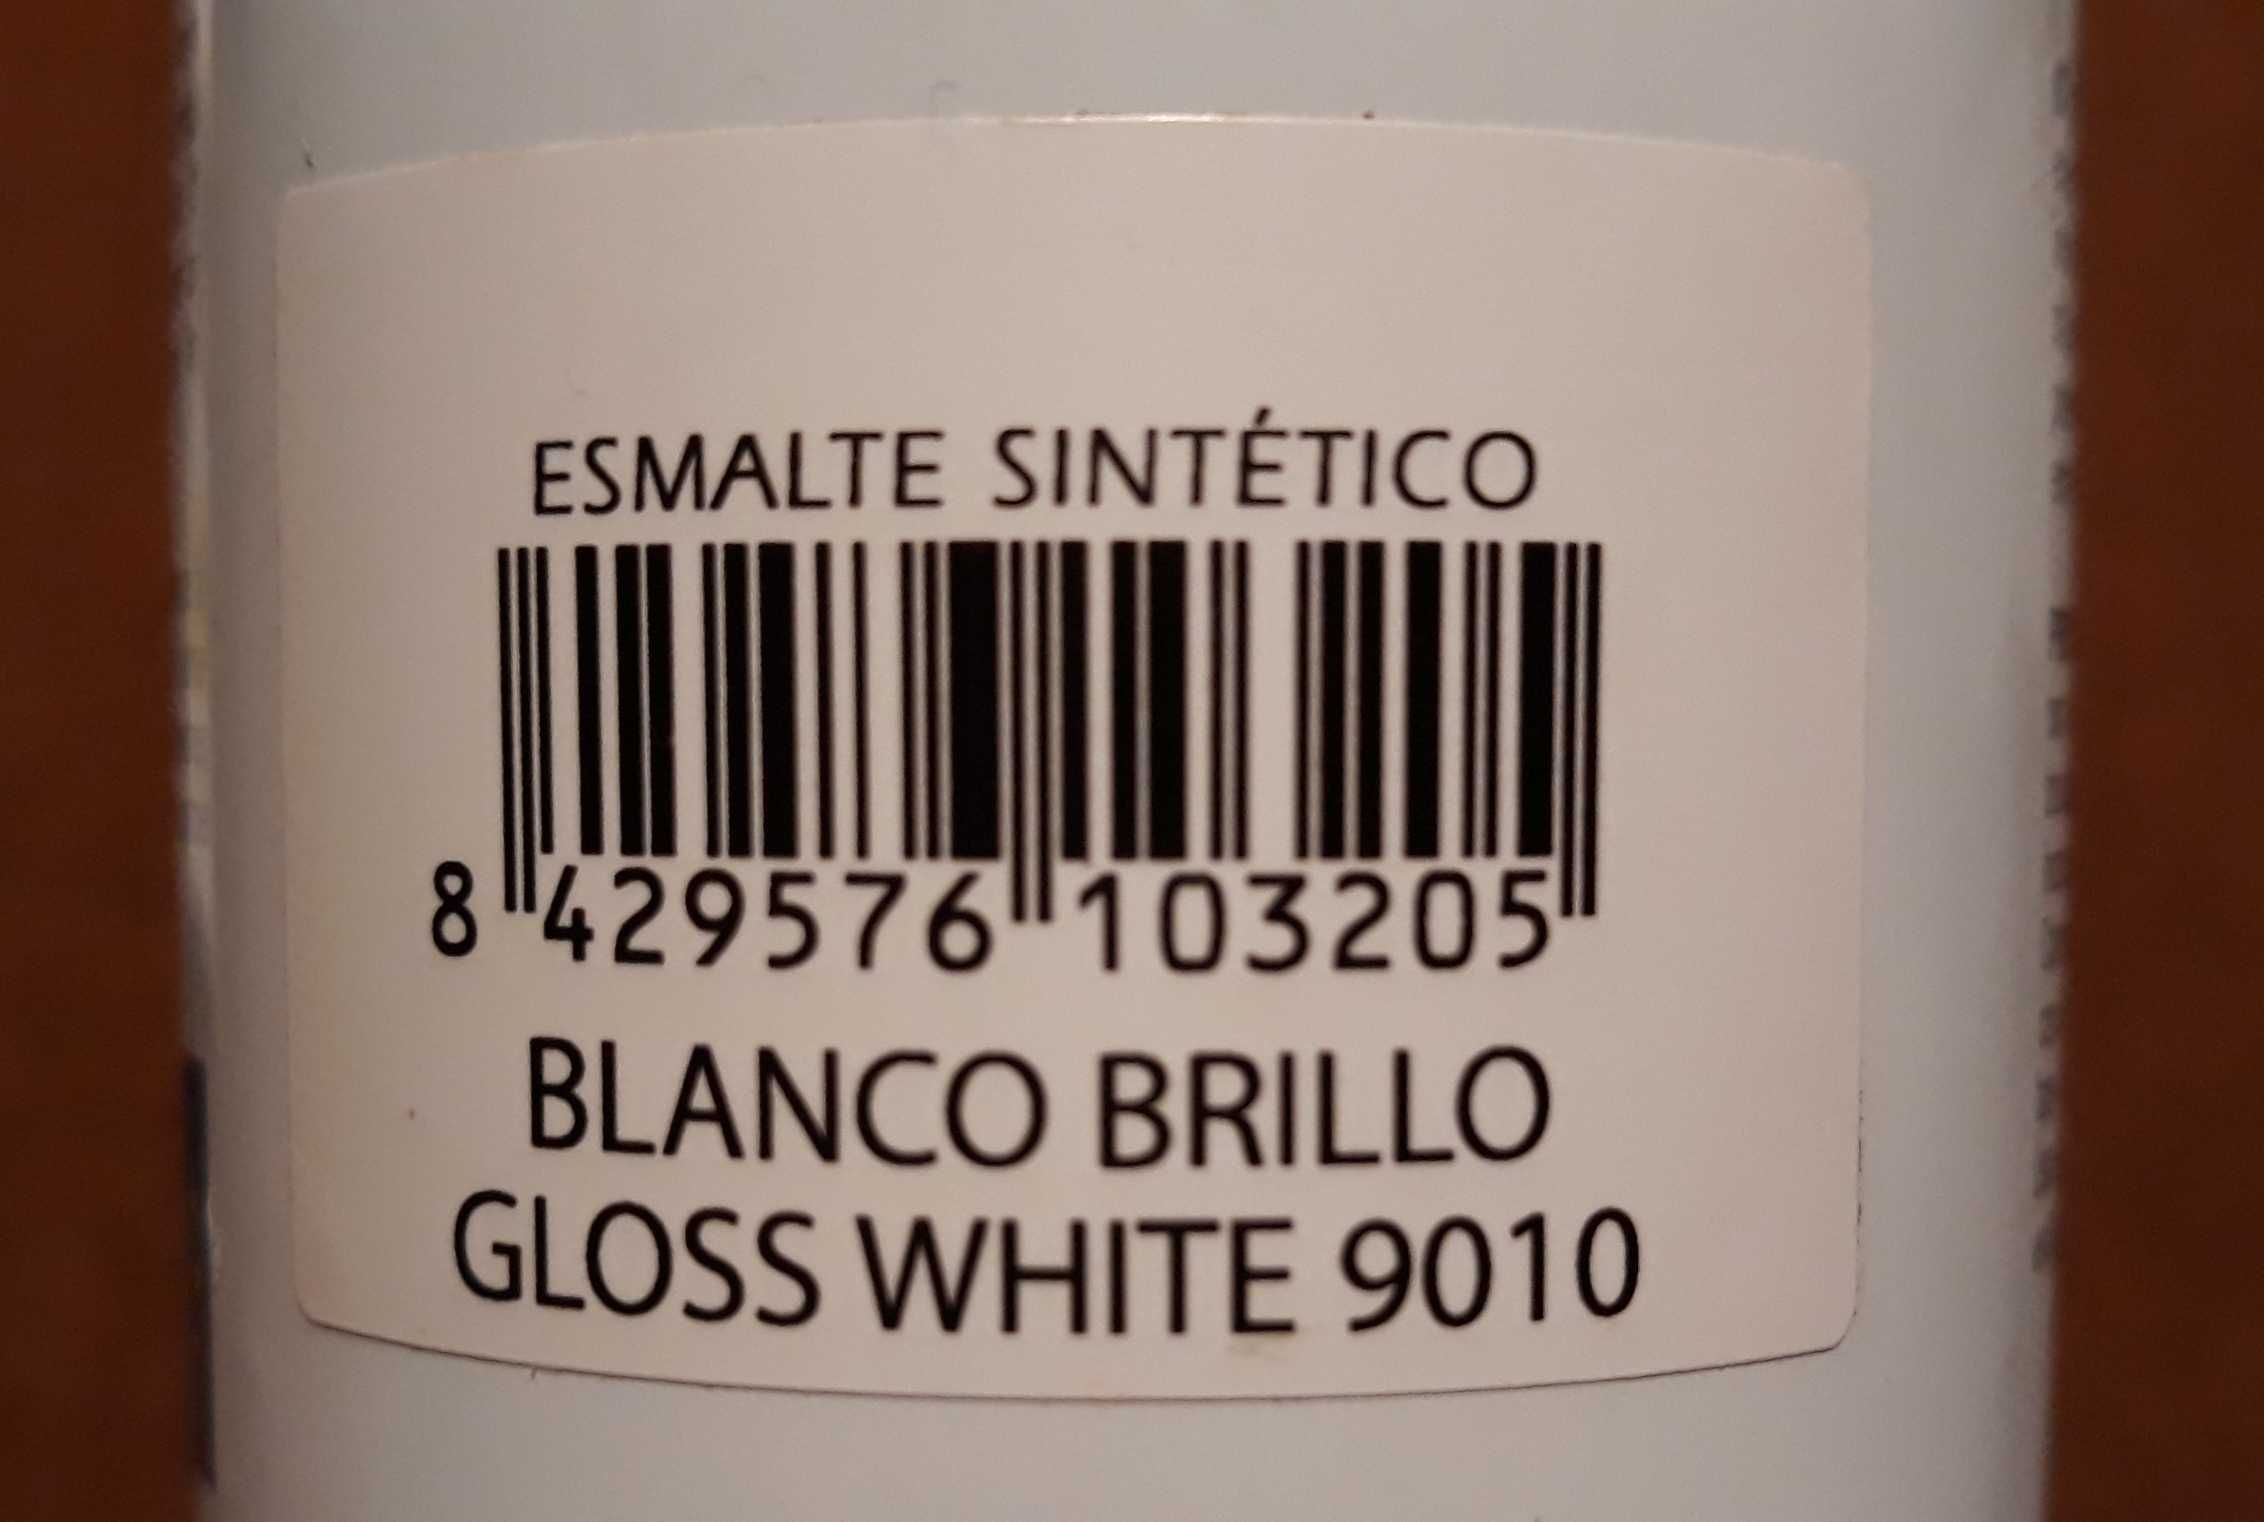 ESMALTE SINTÉTICO
8 429576 103205
BLANCO BRILLO
GLOSS WHITE 9010